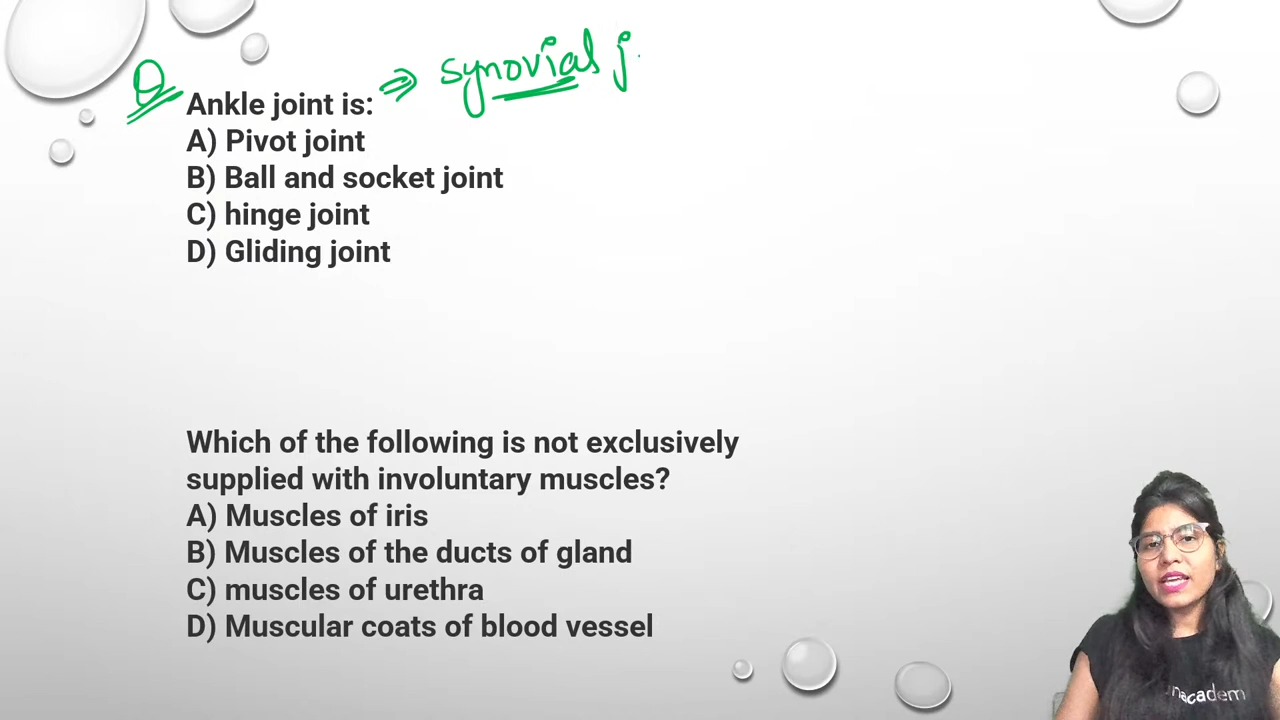 Q
⇒ synovial j.
Ankle joint is:
A) Pivot joint
B) Ball and socket joint
C) hinge joint
D) Gliding joint
Which of the following is not exclusively
supplied with involuntary muscles?
A) Muscles of iris
B) Muscles of the ducts of gland
C) muscles of urethra
D) Muscular coats of blood vessel
nacadem